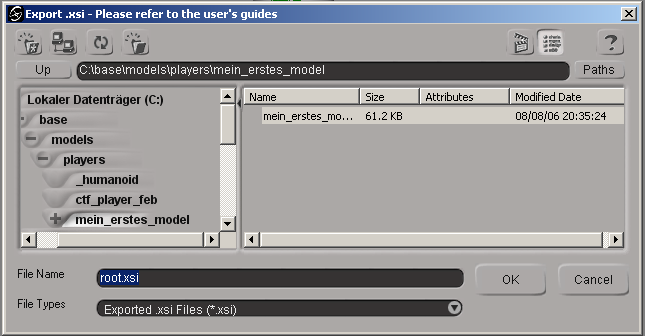 Export .xsi - Please refer to the user's guides
Up C:\base\models\players\mein_erstes_model Paths
Lokaler Datenträger (C:)
base
models
players
_humanoid
ctf_player_feb
mein_erstes_model
Name Size Attributes Modified Date
mein_erstes_mo... 61.2 KB 08/08/06 20:35:24
File Name root.xsi OK Cancel
File Types Exported .xsi Files (*.xsi)